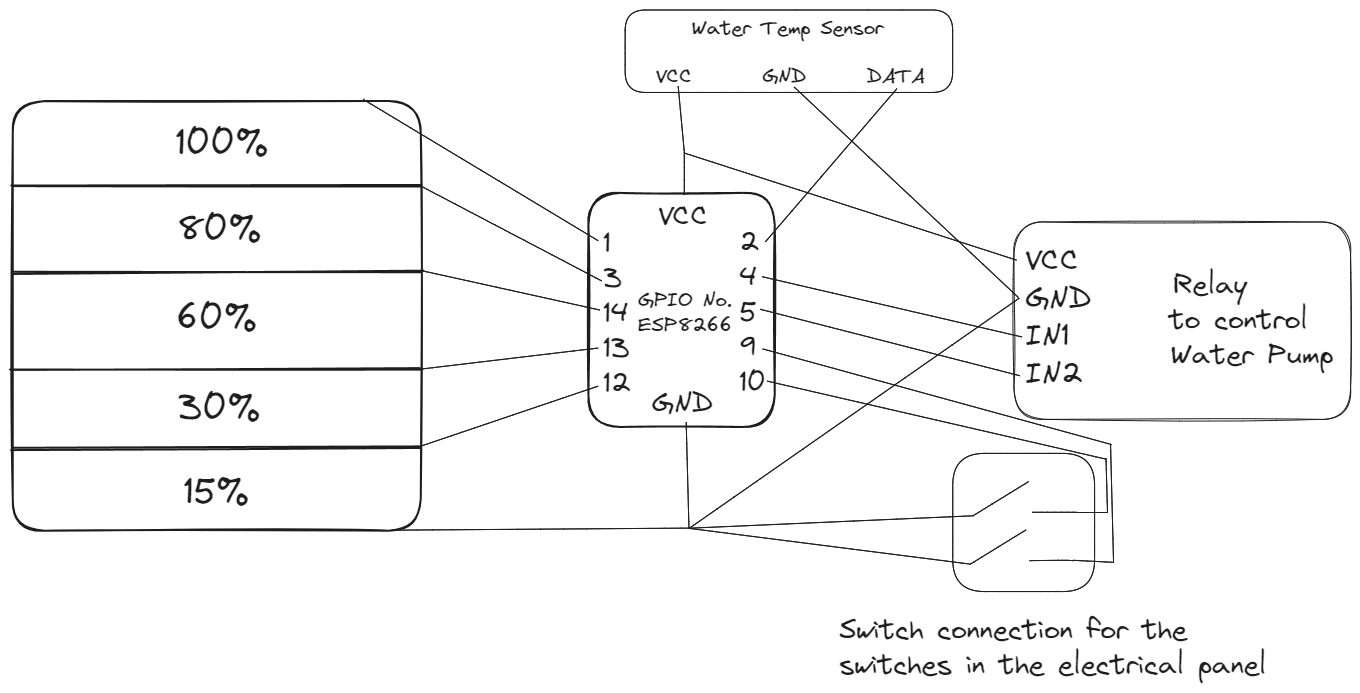 Water Temp Sensor
VCC GND DATA
100%
80%
60%
30%
15%
VCC
1 2
3 4
GPIO No.
14 5
ESP8266
13 9
12 10
GND
VCC
GND
IN1
IN2
Relay
to control
Water Pump
Switch connection for the
switches in the electrical panel